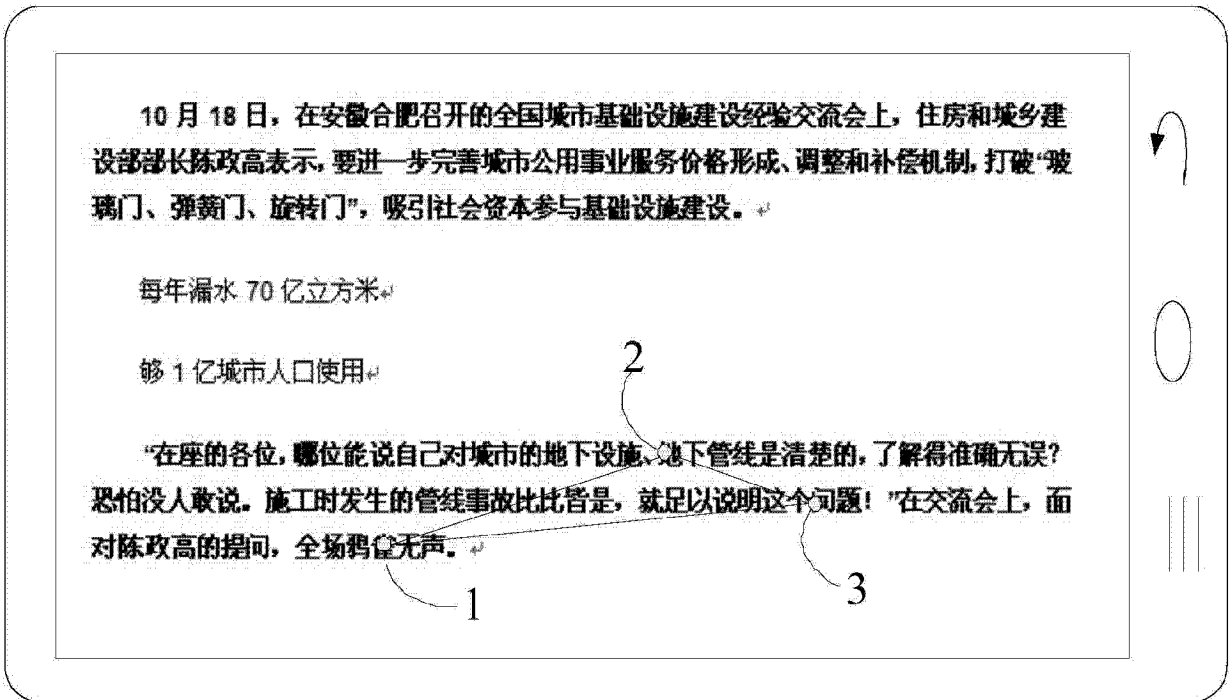 10 月 18 日，在安徽合肥召开的全国城市基础设施建设经验交流会上，住房和城乡建
设部部长陈政高表示，要进一步完善城市公用事业服务价格形成、调整和补偿机制，打破“玻
璃门、弹簧门、旋转门”，吸引社会资本参与基础设施建设。
每年漏水 70 亿立方米
够 1 亿城市人口使用
2
“在座的各位，哪位能说自己对城市的地下设施、地下管线是清楚的，了解得准确无误？
恐怕没人敢说。施工时发生的管线事故比比皆是，就足以说明这个问题！”在交流会上，面
对陈政高的提问，全场鸦雀无声。
1
3